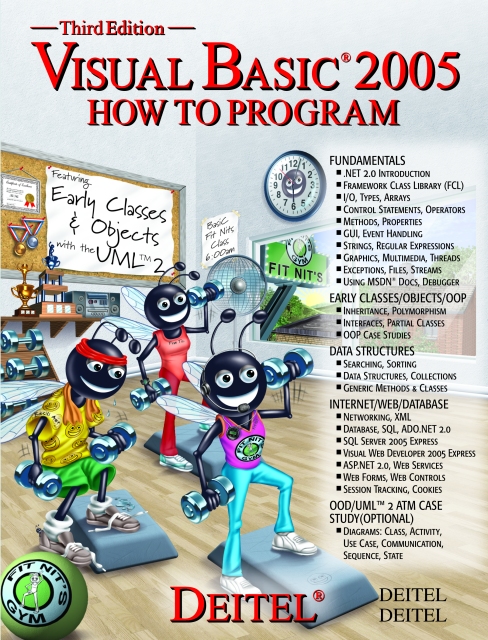 Third Edition
VISUAL BASIC® 2005
HOW TO PROGRAM
Featuring
Early Classes
& Objects
with the UML™ 2
Basic
Fit Nits
Class
6:00am
FIT NIT'S
FUNDAMENTALS
■ .NET 2.0 INTRODUCTION
■ FRAMEWORK CLASS LIBRARY (FCL)
■ I/O, TYPES, ARRAYS
■ CONTROL STATEMENTS, OPERATORS
■ METHODS, PROPERTIES
■ GUI, EVENT HANDLING
■ STRINGS, REGULAR EXPRESSIONS
■ GRAPHICS, MULTIMEDIA, THREADS
■ EXCEPTIONS, FILES, STREAMS
■ USING MSDN® DOCS, DEBUGGER
EARLY CLASSES/OBJECTS/OOP
■ INHERITANCE, POLYMORPHISM
■ INTERFACES, PARTIAL CLASSES
■ OOP CASE STUDIES
DATA STRUCTURES
■ SEARCHING, SORTING
■ DATA STRUCTURES, COLLECTIONS
■ GENERIC METHODS & CLASSES
INTERNET/WEB/DATABASE
■ NETWORKING, XML
■ DATABASE, SQL, ADO.NET 2.0
■ SQL SERVER 2005 EXPRESS
■ VISUAL WEB DEVELOPER 2005 EXPRESS
■ ASP.NET 2.0, WEB SERVICES
■ WEB FORMS, WEB CONTROLS
■ SESSION TRACKING, COOKIES
OOD/UML™ 2 ATM CASE
STUDY(OPTIONAL)
■ DIAGRAMS: CLASS, ACTIVITY,
USE CASE, COMMUNICATION,
SEQUENCE, STATE
FIT NIT'S
GYM
FIT NIT'S
GYM
DEITEL®
DEITEL
DEITEL